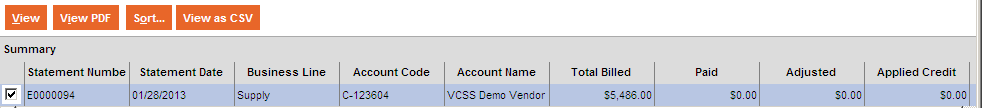 View View PDF Sort... View as CSV
Summary
Statement Numbe Statement Date Business Line Account Code Account Name Total Billed Paid Adjusted Applied Credit
E0000094 01/28/2013 Supply C-123604 VCSS Demo Vendor $5,486.00 $0.00 $0.00 $0.00